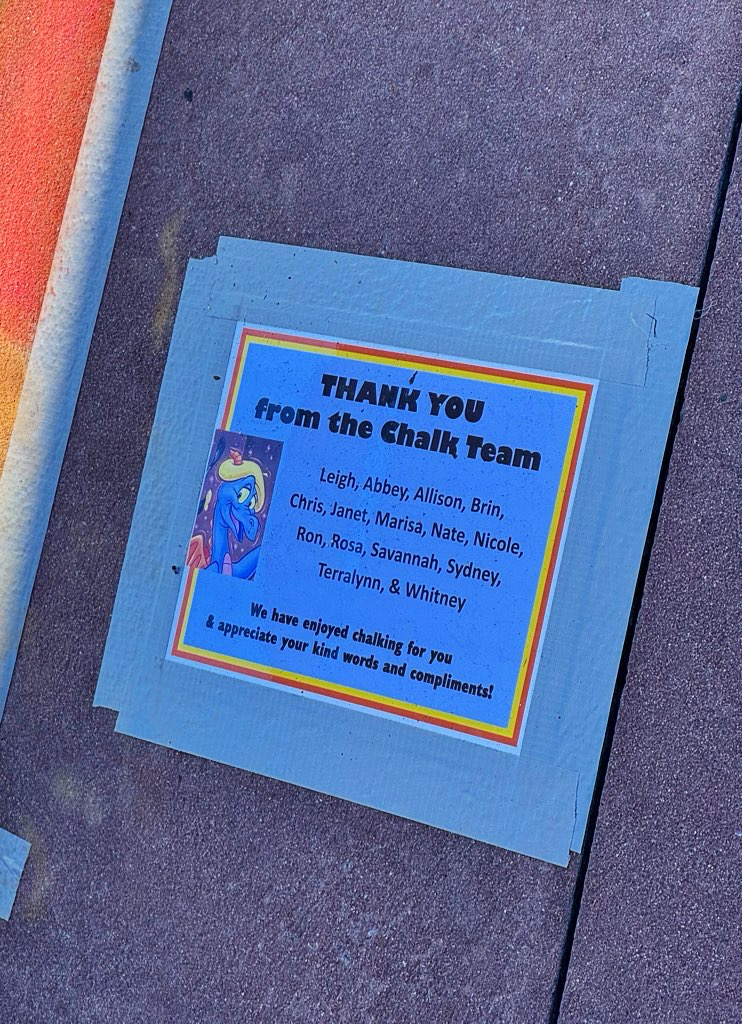 THANK YOU
from the Chalk Team
Leigh, Abbey, Allison, Brin,
Chris, Janet, Marisa, Nate, Nicole,
Ron, Rosa, Savannah, Sydney,
Terralynn, & Whitney
We have enjoyed chalking for you
& appreciate your kind words and compliments!